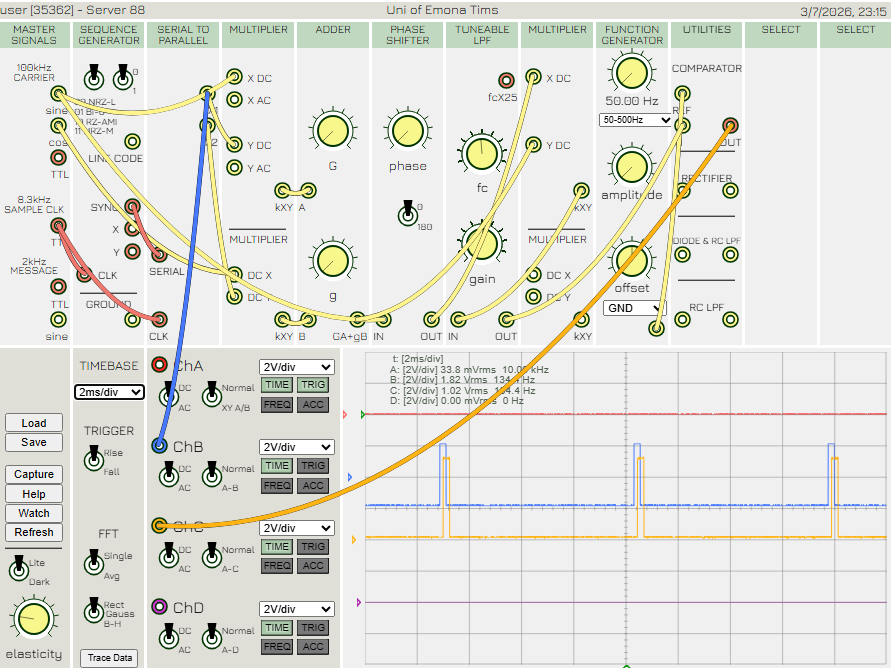 user [35362] - Server 88
Uni of Emona Tims
3/7/2026, 23:15
MASTER SIGNALS
SEQUENCE GENERATOR
SERIAL TO PARALLEL
MULTIPLIER
ADDER
PHASE SHIFTER
TUNEABLE LPF
MULTIPLIER
FUNCTION GENERATOR
UTILITIES
SELECT
SELECT
100kHz
CARRIER
sine
cos
TTL
8.3kHz
SAMPLE CLK
2kHz
MESSAGE
TTL
sine
0
1
LINE CODE
SYNC
X
Y
CLK
GROUND
SERIAL
CLK
X DC
X AC
Y DC
Y AC
kXY
A
MULTIPLIER
DC X
kXY
B
G
g
GA+gB
IN
phase
0
180
OUT
fcX25
fc
gain
IN
OUT
X DC
Y DC
kXY
MULTIPLIER
DC X
DC Y
kXY
50.00 Hz
50-500Hz
amplitude
offset
GND
COMPARATOR
REF
OUT
RECTIFIER
DIODE & RC LPF
RC LPF
Load
Save
Capture
Help
Watch
Refresh
Lite
Dark
elasticity
TIMEBASE
2ms/div
TRIGGER
Rise
Fall
FFT
Single
Avg
Rect
Gauss
B-H
Trace Data
ChA
2V/div
DC
AC
Normal
XY A/B
TIME
TRIG
FREQ
ACC
ChB
2V/div
DC
AC
Normal
A-B
TIME
TRIG
FREQ
ACC
ChC
2V/div
DC
AC
Normal
A-C
TIME
TRIG
FREQ
ACC
ChD
2V/div
DC
AC
Normal
A-D
TIME
TRIG
FREQ
ACC
t: [2ms/div]
A: [2V/div] 33.8 mVrms
B: [2V/div] 1.82 Vrms 134.4 Hz
C: [2V/div] 1.02 Vrms
D: [2V/div] 0.00 mVrms 0 Hz